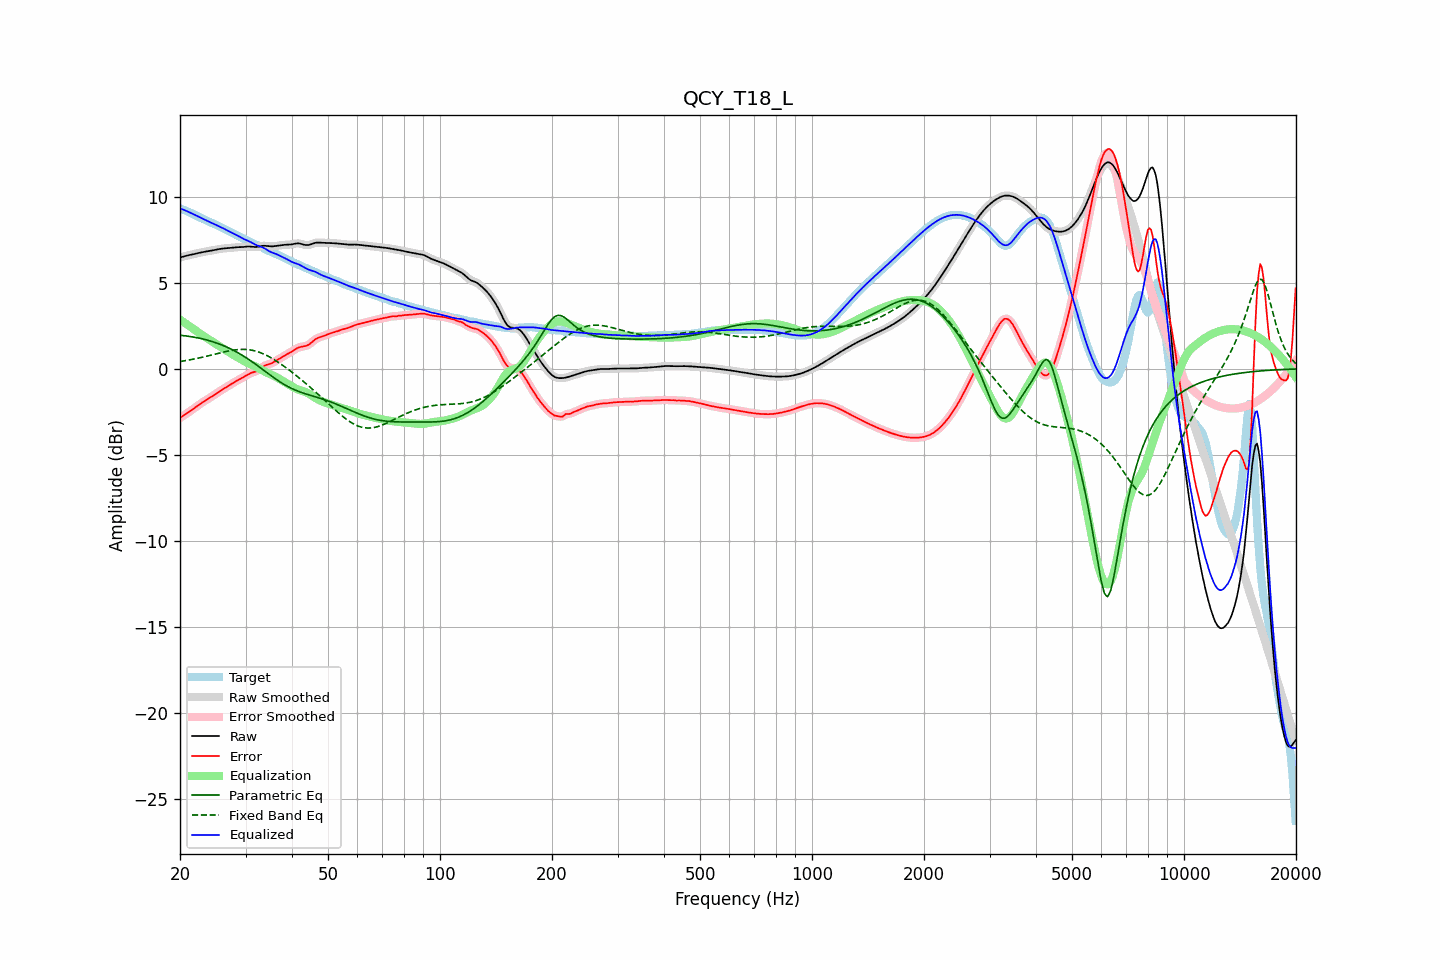 QCY_T18_L
Amplitude (dBr)
10
5
0
−5
−10
−15
−20
−25
Target
Raw Smoothed
Error Smoothed
Raw
Error
Equalization
Parametric Eq
Fixed Band Eq
Equalized
20 50 100 200 500 1000 2000 5000 10000 20000
Frequency (Hz)